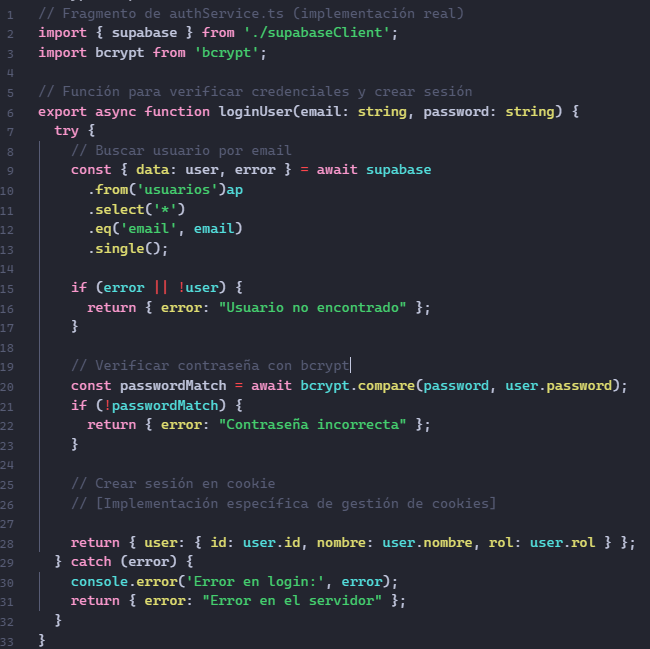 1 // Fragmento de authService.ts (implementación real)
2 import { supabase } from './supabaseClient';
3 import bcrypt from 'bcrypt';
4
5 // Función para verificar credenciales y crear sesión
6 export async function loginUser(email: string, password: string) {
7   try {
8     // Buscar usuario por email
9     const { data: user, error } = await supabase
10       .from('usuarios')ap
11       .select('*')
12       .eq('email', email)
13       .single();
14
15     if (error || !user) {
16       return { error: "Usuario no encontrado" };
17     }
18
19     // Verificar contraseña con bcrypt
20     const passwordMatch = await bcrypt.compare(password, user.password);
21     if (!passwordMatch) {
22       return { error: "Contraseña incorrecta" };
23     }
24
25     // Crear sesión en cookie
26     // [Implementación específica de gestión de cookies]
27
28     return { user: { id: user.id, nombre: user.nombre, rol: user.rol } };
29   } catch (error) {
30     console.error('Error en login:', error);
31     return { error: "Error en el servidor" };
32   }
33 }